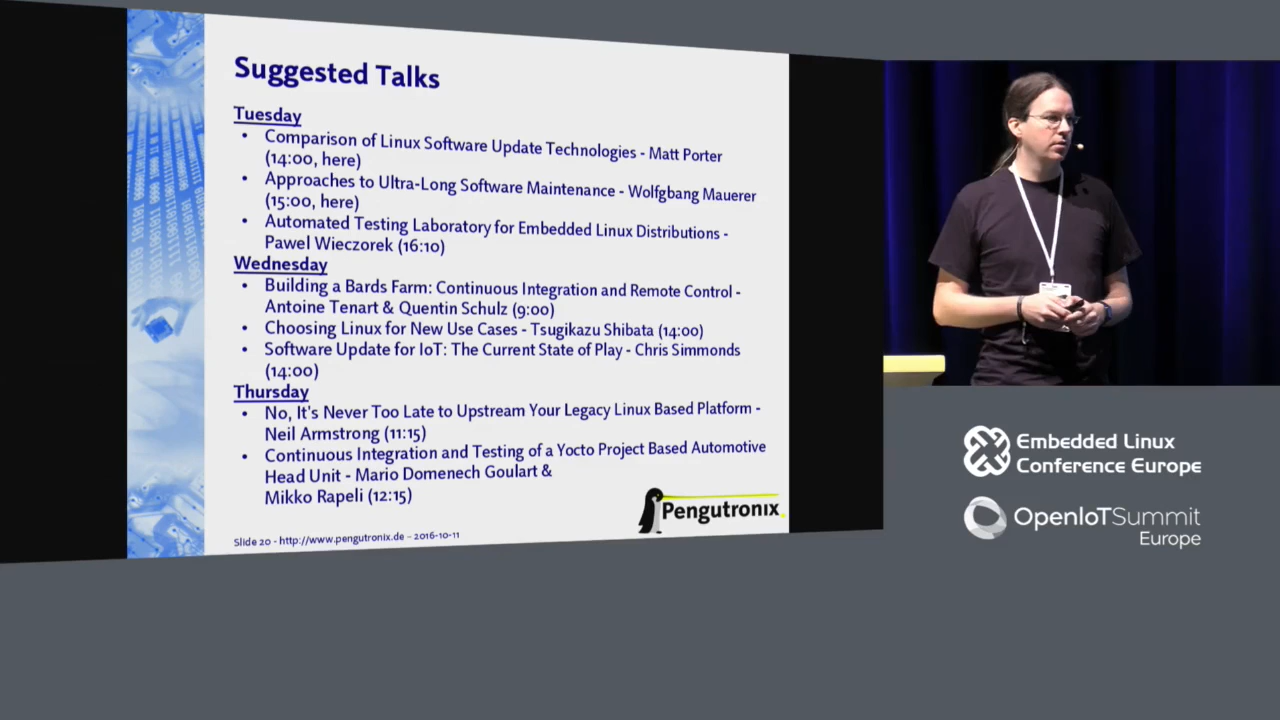 Suggested Talks
Tuesday
• Comparison of Linux Software Update Technologies - Matt Porter
(14:00, here)
• Approaches to Ultra-Long Software Maintenance - Wolfgbang Mauerer
(15:00, here)
• Automated Testing Laboratory for Embedded Linux Distributions -
Pawel Wieczorek (16:10)
Wednesday
• Building a Bards Farm: Continuous Integration and Remote Control -
Antoine Tenart & Quentin Schulz (9:00)
• Choosing Linux for New Use Cases - Tsugikazu Shibata (14:00)
• Software Update for IoT: The Current State of Play - Chris Simmonds
(14:00)
Thursday
• No, It's Never Too Late to Upstream Your Legacy Linux Based Platform -
Neil Armstrong (11:15)
• Continuous Integration and Testing of a Yocto Project Based Automotive
Head Unit - Mario Domenech Goulart &
Mikko Rapeli (12:15)
Pengutronix
Slide 20 - http://www.pengutronix.de - 2016-10-11
Embedded Linux
Conference Europe
OpenIoTSummit
Europe